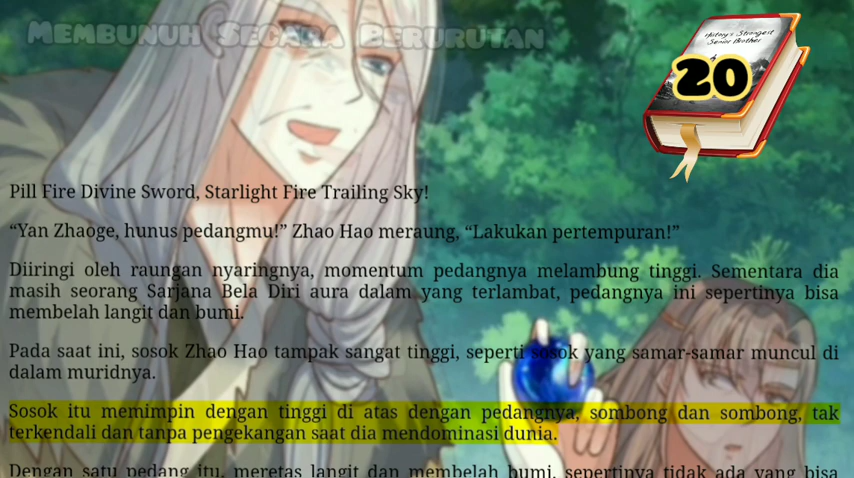 MEMBUNUH SECARA BERURUTAN
History's Strongest
Senior Brother
20
Pill Fire Divine Sword, Starlight Fire Trailing Sky!
“Yan Zhaoge, hunus pedangmu!” Zhao Hao meraung, “Lakukan pertempuran!”
Diiringi oleh raungan nyaringnya, momentum pedangnya melambung tinggi. Sementara dia
masih seorang Sarjana Bela Diri aura dalam yang terlambat, pedangnya ini sepertinya bisa
membelah langit dan bumi.
Pada saat ini, sosok Zhao Hao tampak sangat tinggi, seperti sosok yang samar-samar muncul di
dalam muridnya.
Sosok itu memimpin dengan tinggi di atas dengan pedangnya, sombong dan sombong, tak
terkendali dan tanpa pengekangan saat dia mendominasi dunia.
Dengan satu pedang itu, meretas langit dan membelah bumi, sepertinya tidak ada yang bisa